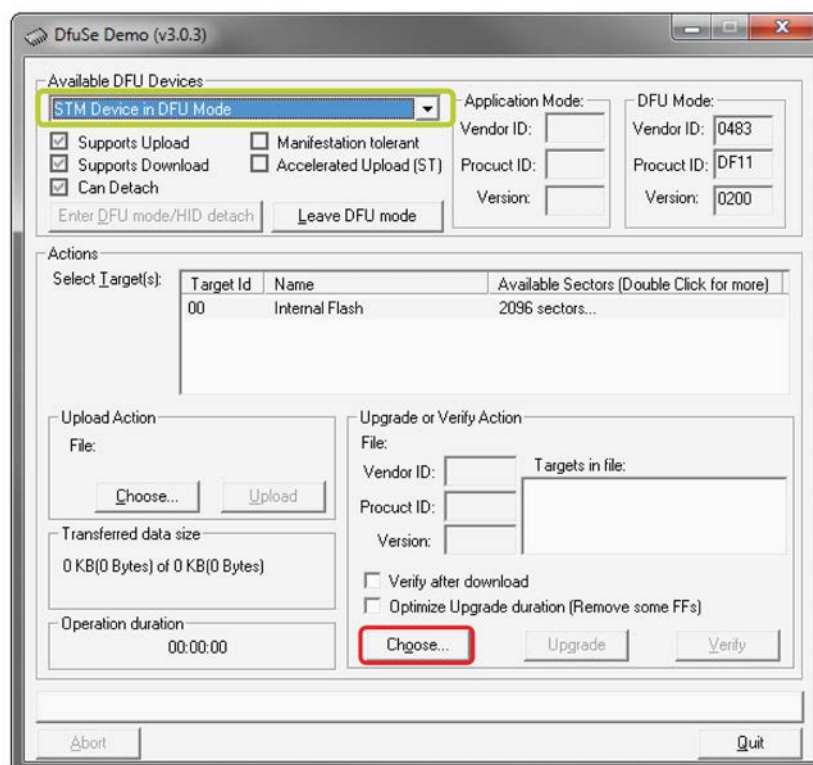 DfuSe Demo (v3.0.3)
Available DFU Devices
STM Device in DFU Mode
Supports Upload
Manifestation tolerant
Supports Download
Accelerated Upload (ST)
Can Detach
Enter DFU mode/HID detach
Leave DFU mode
Application Mode:
Vendor ID:
Procuct ID:
Version:
DFU Mode:
Vendor ID: 0483
Procuct ID: DF11
Version: 0200
Actions
Select Target(s):
Target Id Name Available Sectors (Double Click for more)
00 Internal Flash 2096 sectors...
Upload Action
File:
Choose... Upload
Transferred data size
0 KB(0 Bytes) of 0 KB(0 Bytes)
Operation duration
00:00:00
Upgrade or Verify Action
File:
Vendor ID:
Procuct ID:
Version:
Targets in file:
Verify after download
Optimize Upgrade duration (Remove some FFs)
Choose... Upgrade Verify
Abort Quit